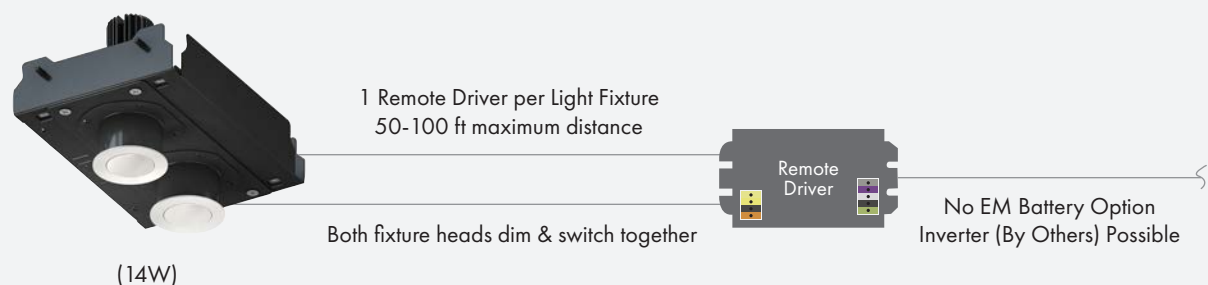 1 Remote Driver per Light Fixture
50-100 ft maximum distance
Remote
Driver
Both fixture heads dim & switch together
No EM Battery Option
Inverter (By Others) Possible
(14W)